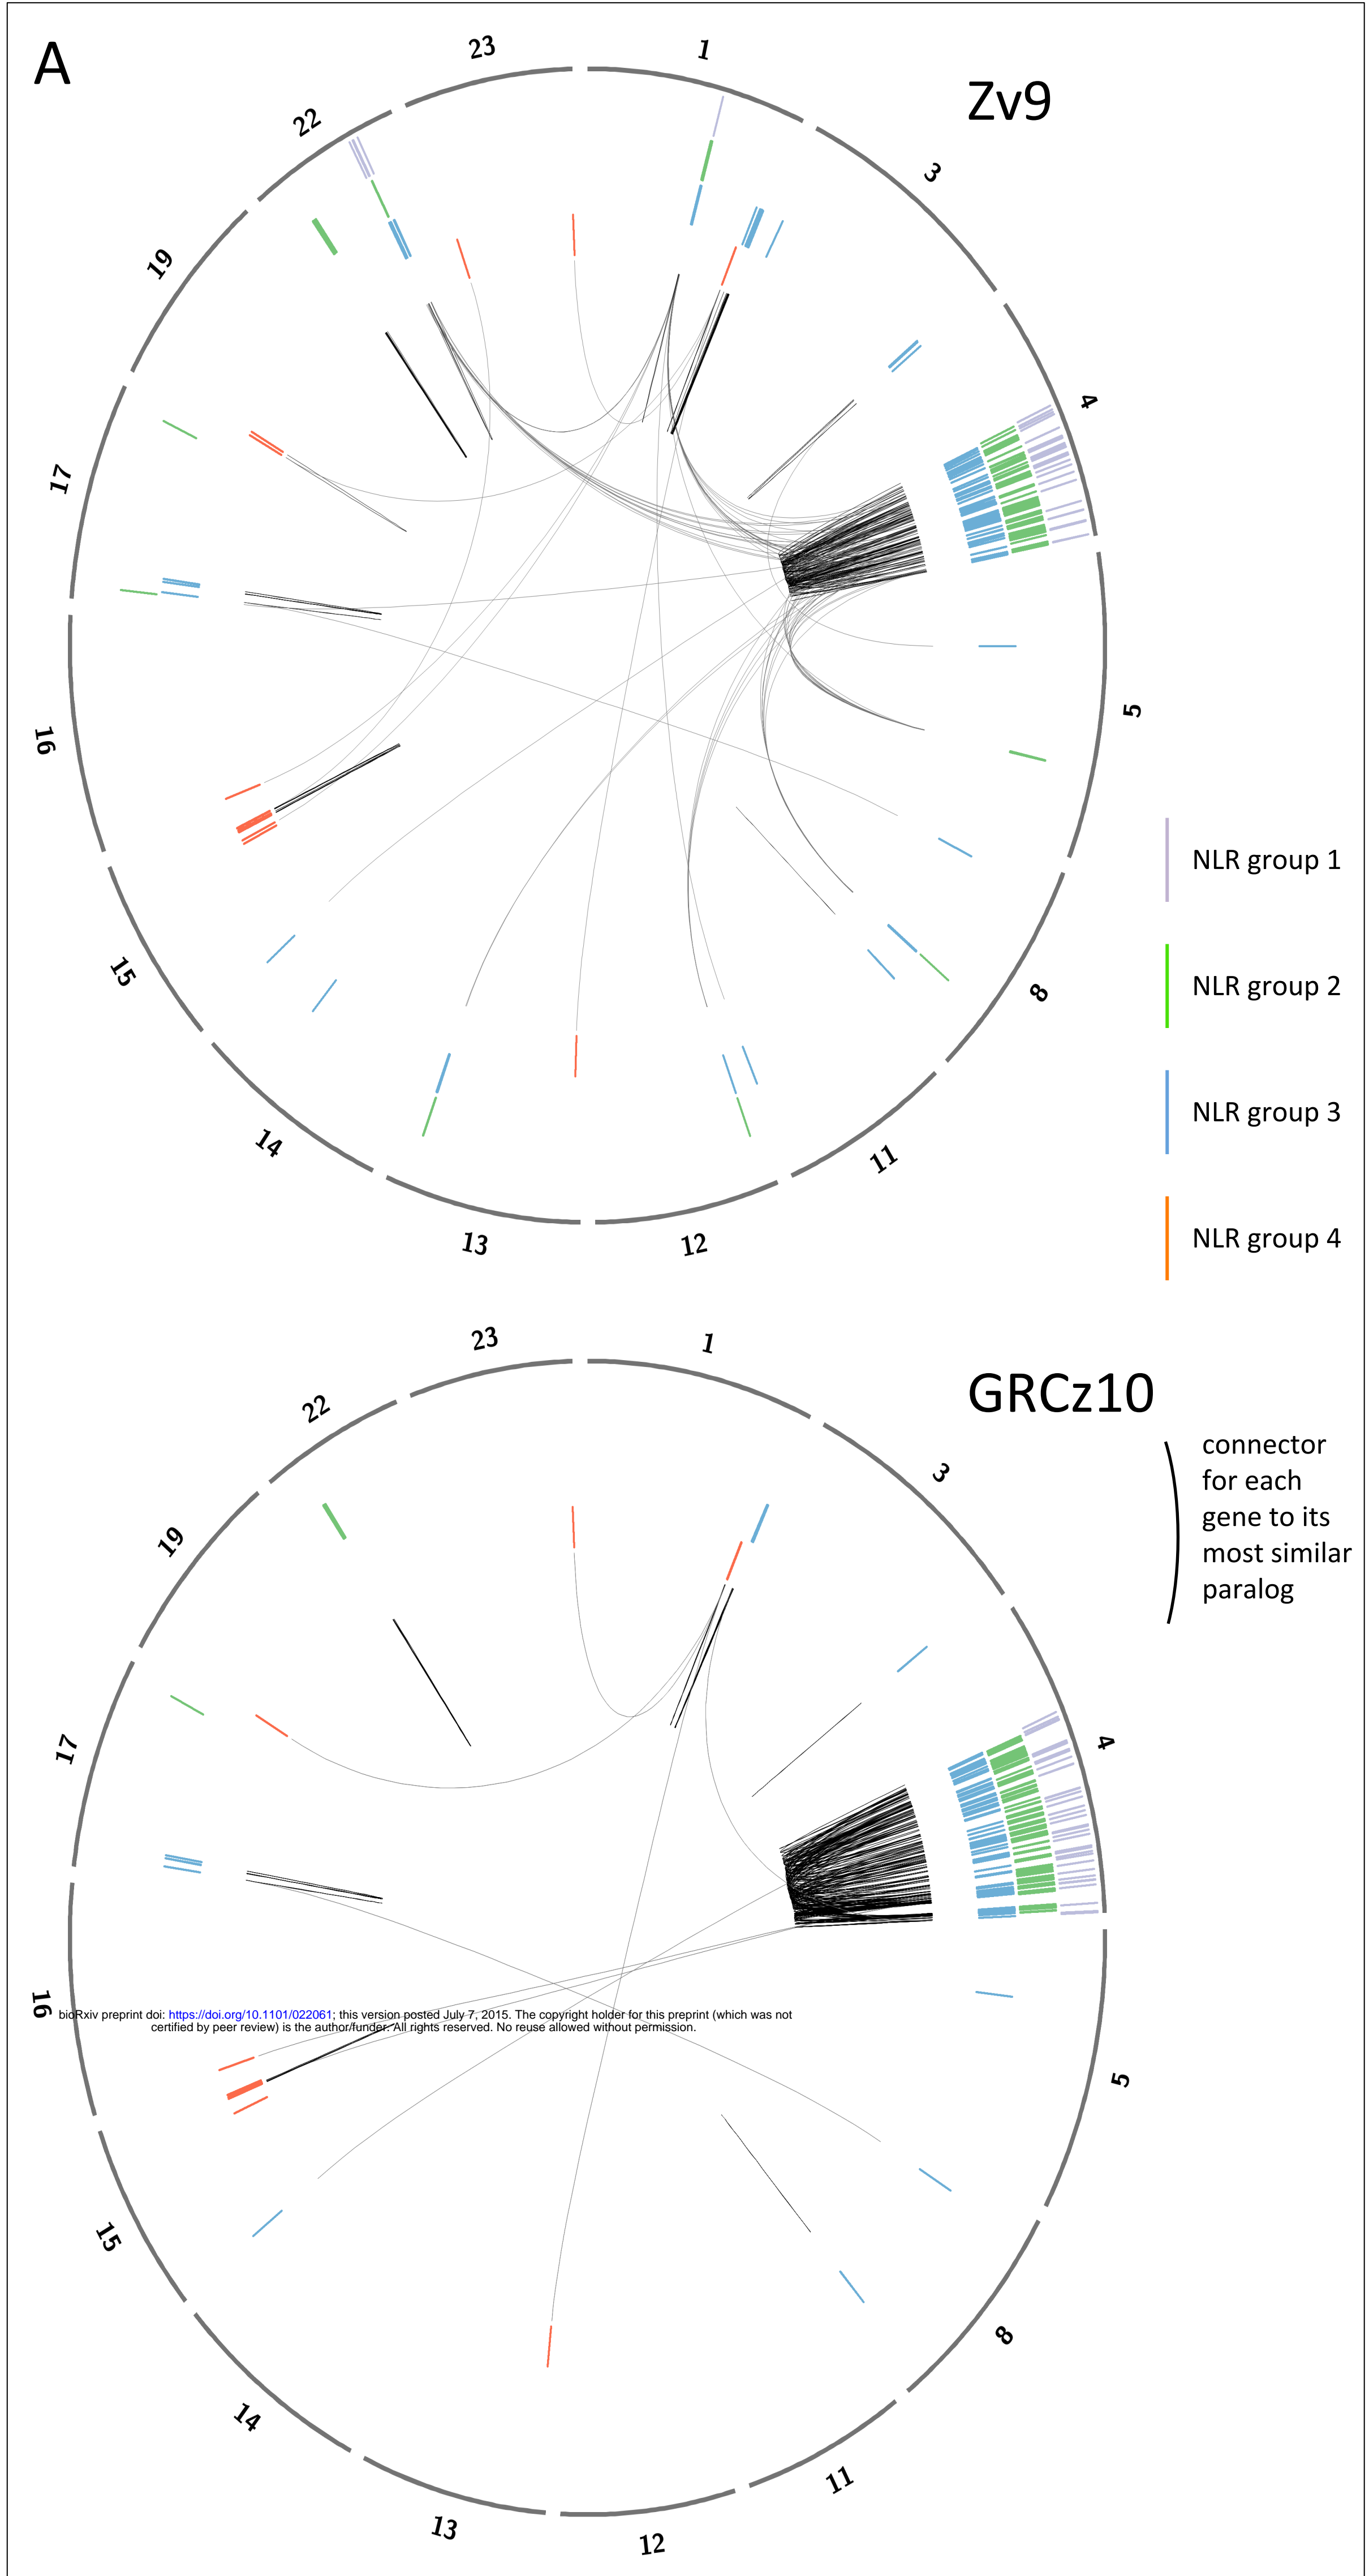 A
Zv9
23
1
22
3
19
4
17
5
16
NLR group 1
NLR group 2
8
15
NLR group 3
14
11
NLR group 4
13
12
GRCz10
23
1
22
3
connector
for each
gene to its
most similar
paralog
19
4
17
16
bioRxiv preprint doi: https://doi.org/10.1101/022061; this version posted July 7, 2015. The copyright holder for this preprint (which was not
certified by peer review) is the author/funder. All rights reserved. No reuse allowed without permission.
5
15
8
14
11
13
12